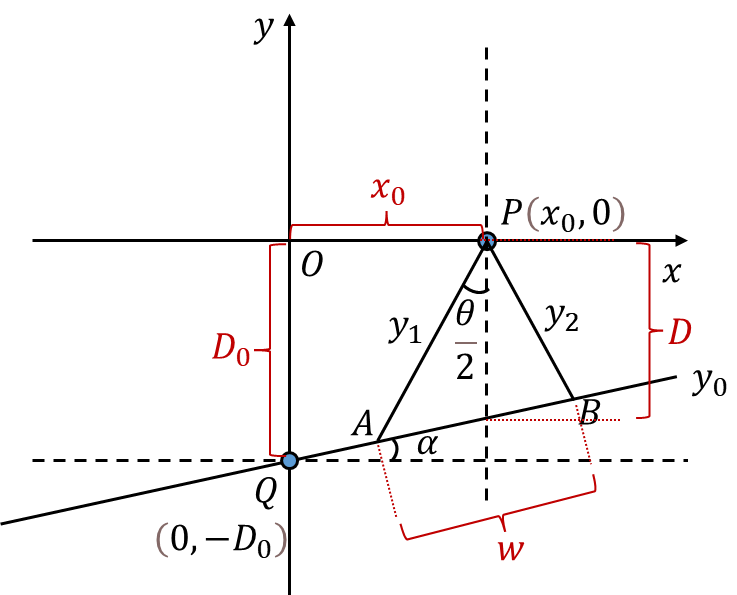 y
x₀
P(x₀, 0)
O
x
y₁
θ/2
y₂
D₀
D
y₀
A
B
α
Q
(0, −D₀)
w